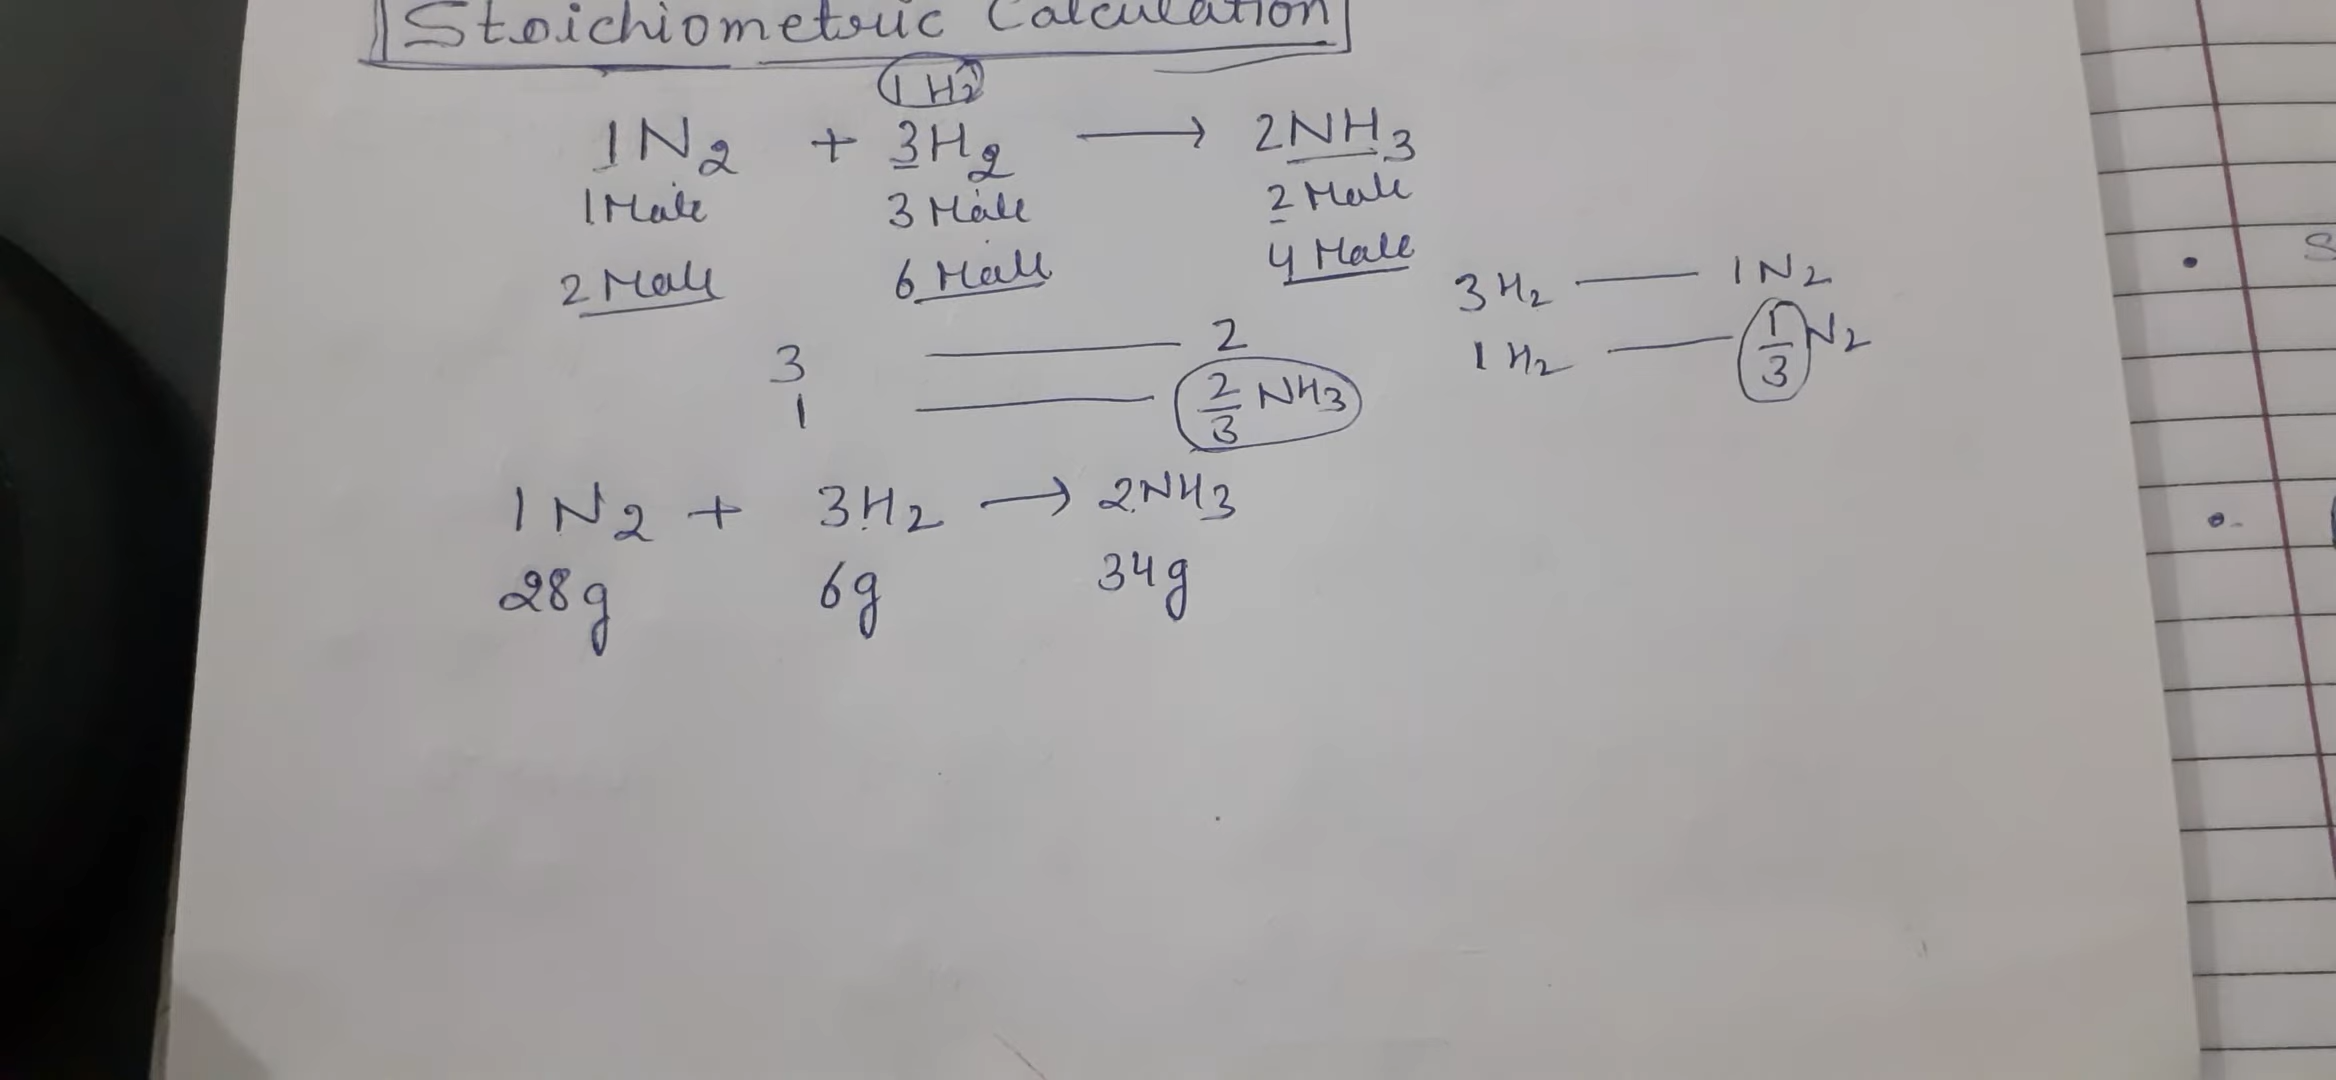 Stoichiometric Calculation
1 H2
1N2 + 3H2 → 2NH3
1 Mole 3 Mole 2 Mole
2 Mole 6 Mole 4 Mole
3H2 — 1N2
1H2 — 1/3 N2
3 — 2
1 — 2/3 NH3
1N2 + 3H2 → 2NH3
28g 6g 34g